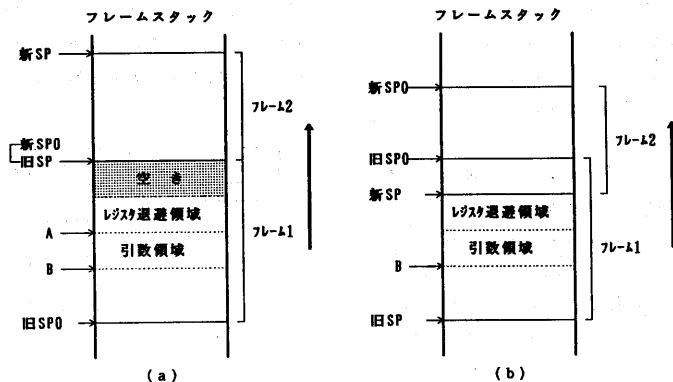 フレームスタック
新SP
フレーム2
新SP0
旧SP
空き
レジスタ退避領域
A
引数領域
フレーム1
B
旧SP0
(a)
フレームスタック
新SP0
フレーム2
旧SP0
新SP
レジスタ退避領域
引数領域
フレーム1
B
旧SP
(b)